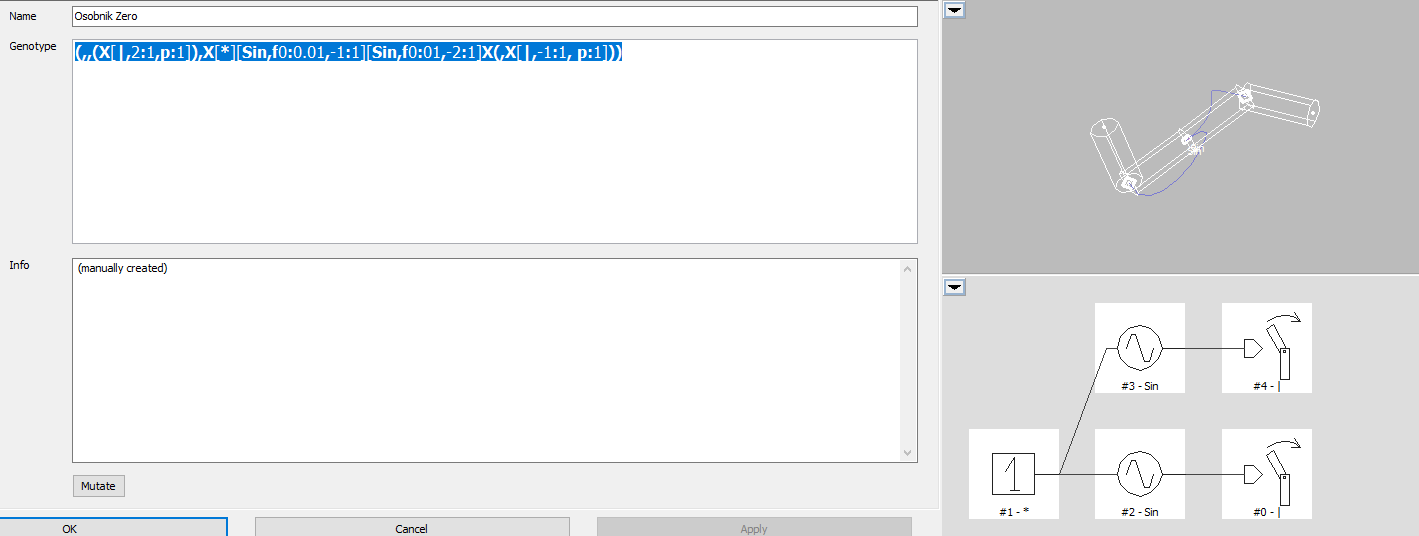 Name
Osobnik Zero
Genotype
(,,(X[|,2:1,p:1]),X[*][Sin,f0:0.01,-1:1][Sin,f0:01,-2:1]X(,X[|,-1:1, p:1]))
Info
(manually created)
Mutate
OK
Cancel
Apply
#3 - Sin
#4 - |
1
#1 - *
#2 - Sin
#0 - |